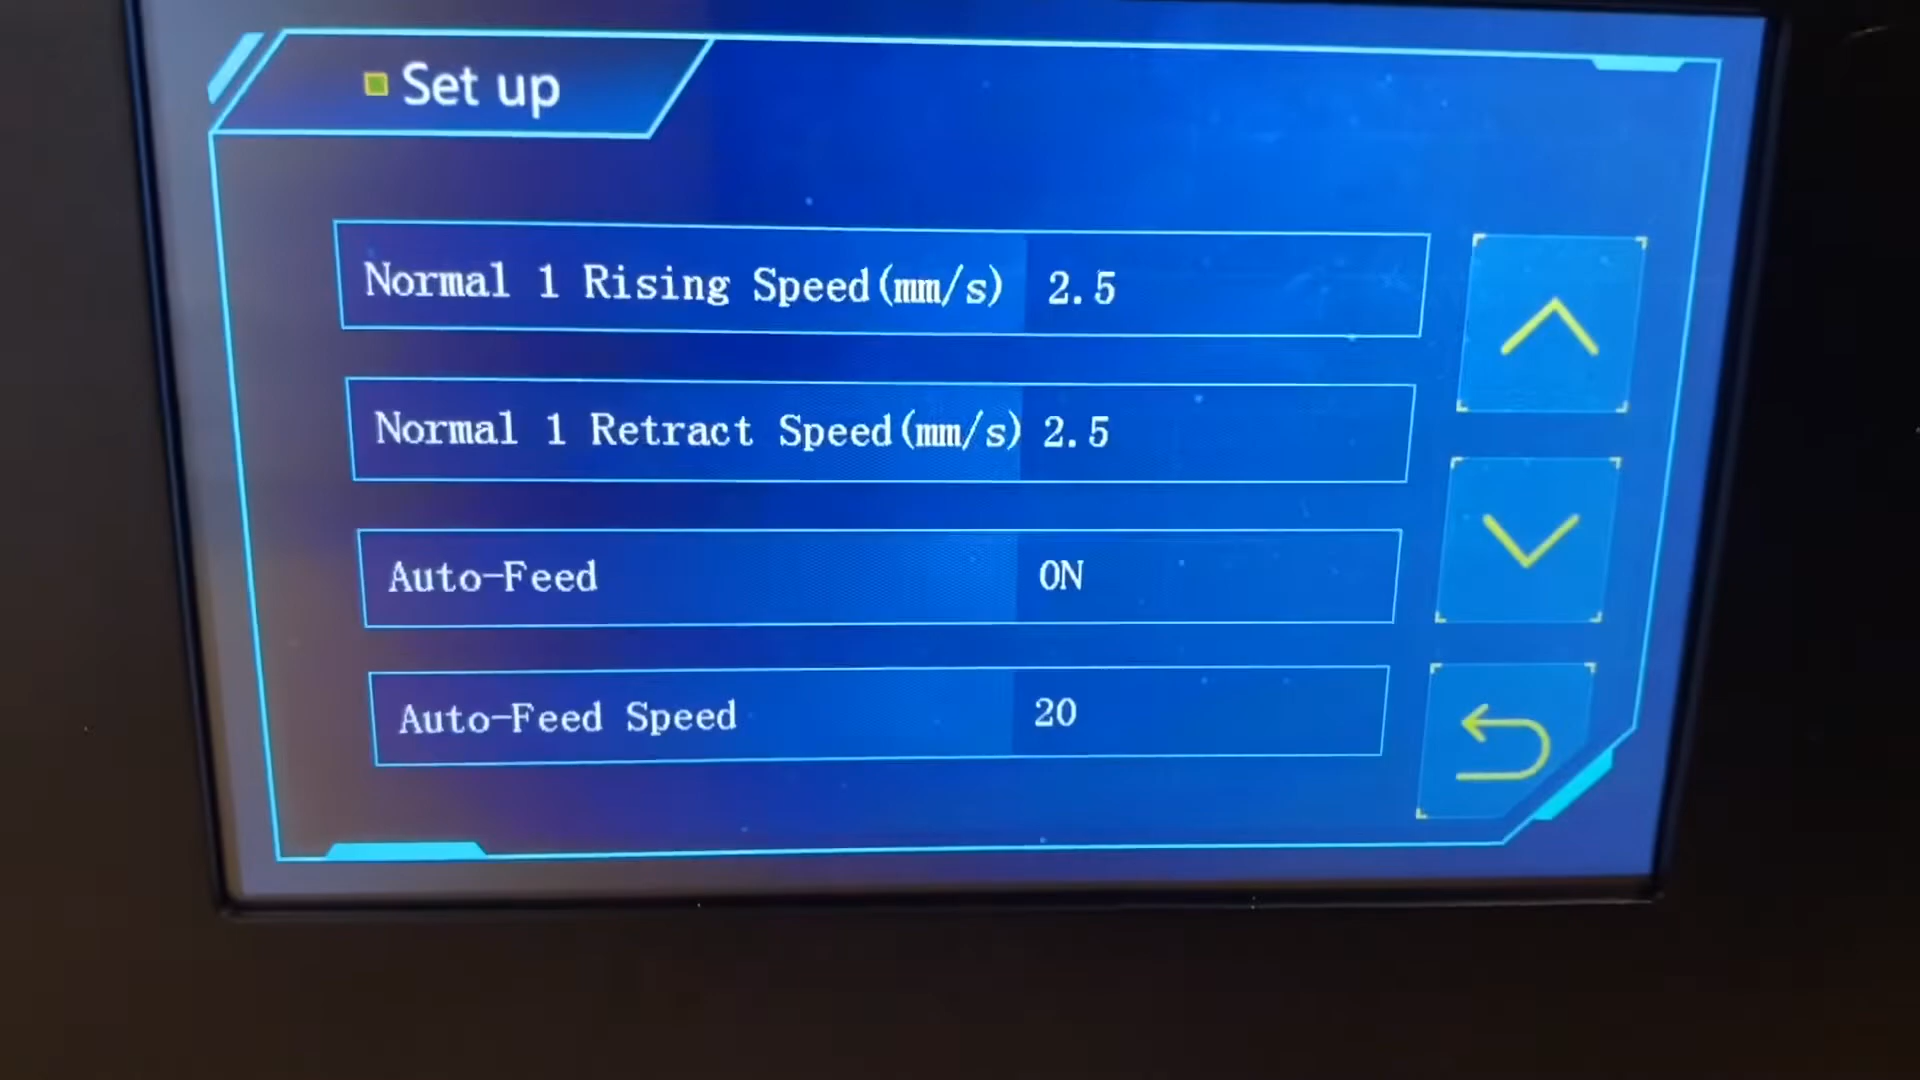 Set up
Normal 1 Rising Speed(mm/s) 2.5
Normal 1 Retract Speed(mm/s) 2.5
Auto-Feed ON
Auto-Feed Speed 20